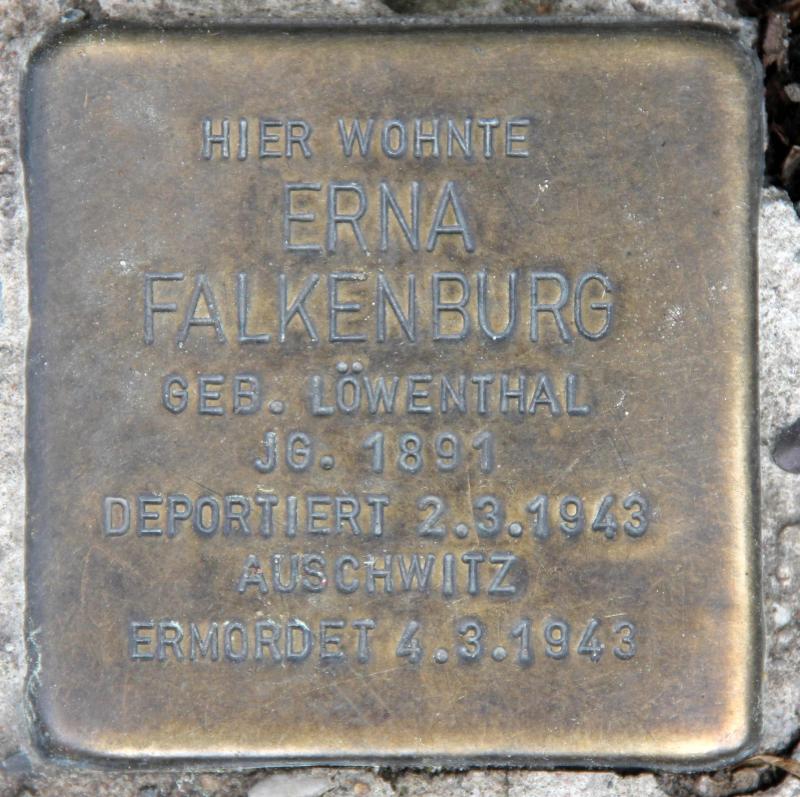 HIER WOHNTE
ERNA
FALKENBURG
GEB. LÖWENTHAL
JG. 1891
DEPORTIERT 2.3.1943
AUSCHWITZ
ERMORDET 4.3.1943